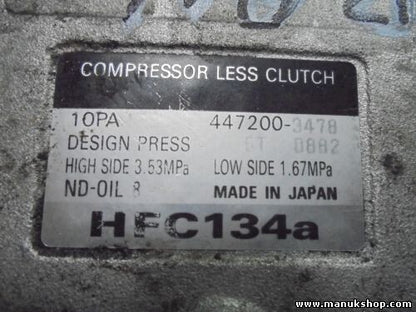 COMPRESSOR LESS CLUTCH
10PA 447200-3478
DESIGN PRESS
HIGH SIDE 3.53MPa LOW SIDE 1.67MPa
ND-OIL 8 MADE IN JAPAN
HFC134a
www.manukshop.com